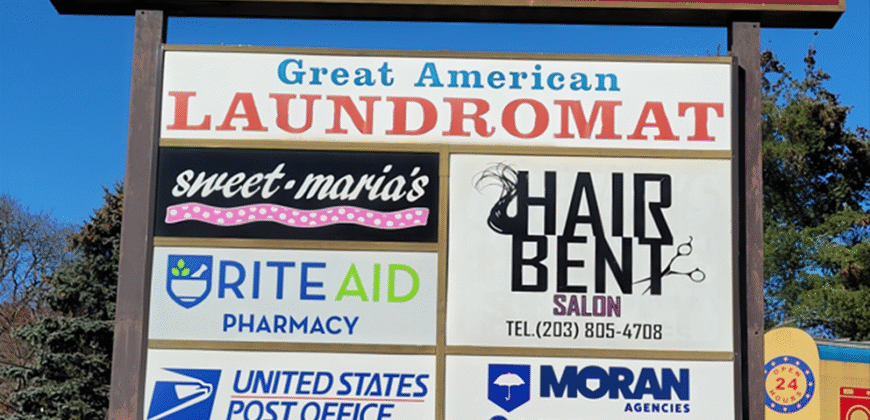 Great American
LAUNDROMAT
sweet•maria's
HAIR
BENT
SALON
TEL.(203) 805-4708
RITE AID
PHARMACY
UNITED STATES
POST OFFICE
MORAN
AGENCIES
OPEN
24
HOURS